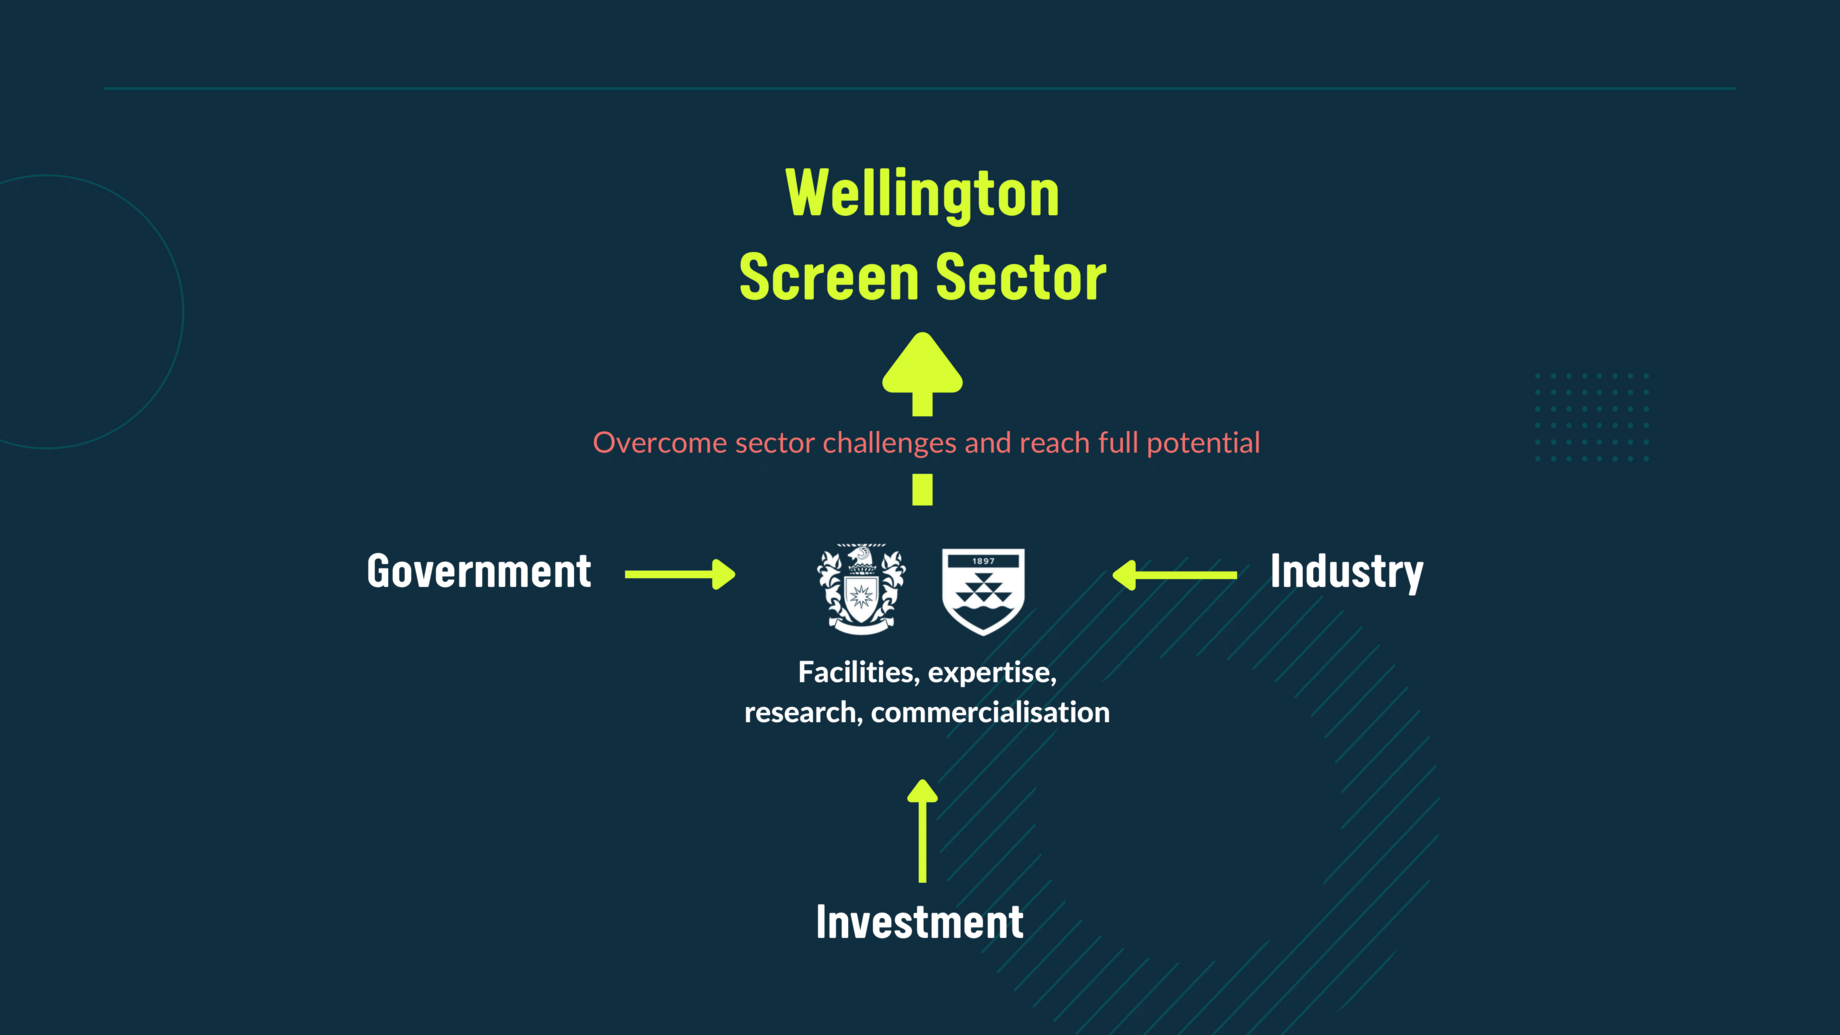 Wellington
Screen Sector
Overcome sector challenges and reach full potential
Government
1897
Industry
Facilities, expertise,
research, commercialisation
Investment